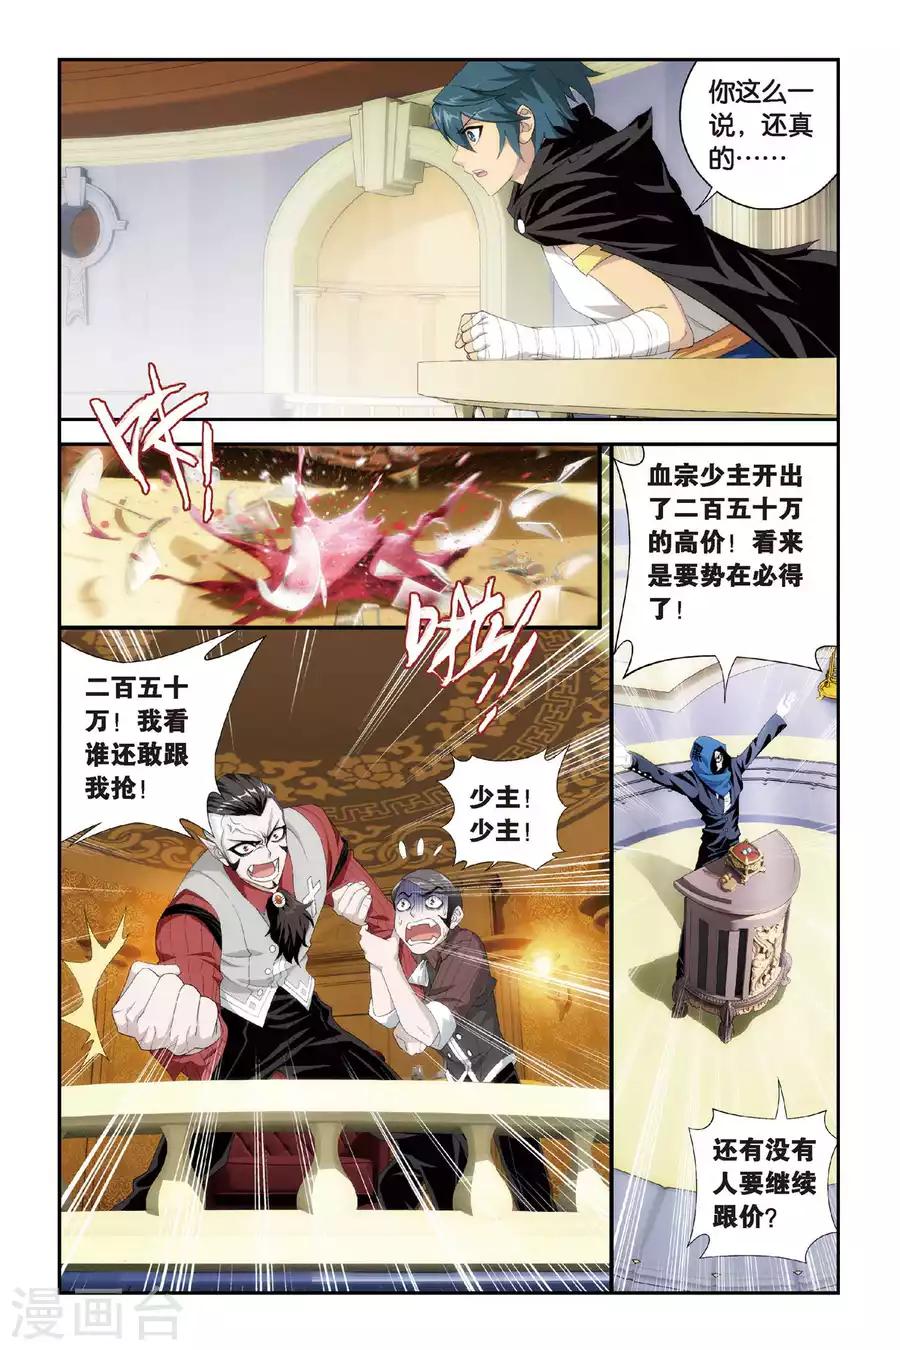 你这么一
说，还真
的……
咔！
啦！！
二百五十
万！我看
谁还敢跟
我抢！
少主！
少主！
血宗少主开出
了二百五十万
的高价！看来
是要势在必得
了！
还有没有
人要继续
跟价？
漫画台